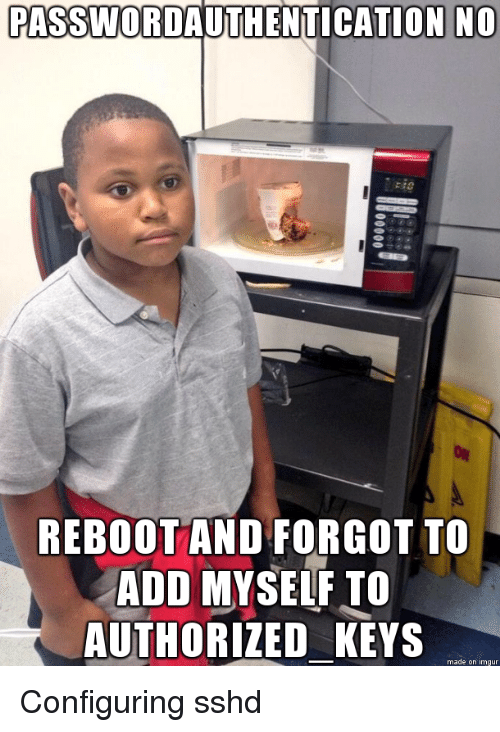 PASSWORDAUTHENTICATION NO
REBOOT AND FORGOT TO
ADD MYSELF TO
AUTHORIZED_KEYS
made on imgur
Configuring sshd